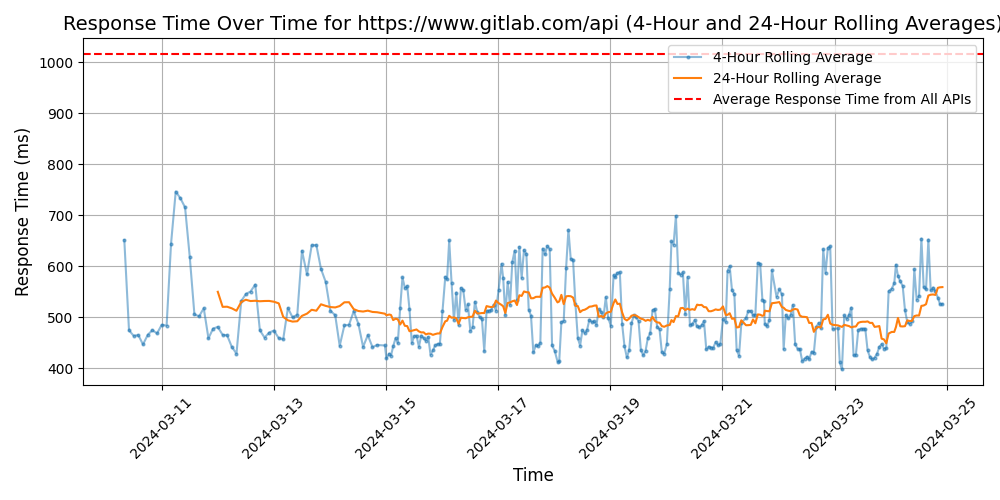 Response Time Over Time for https://www.gitlab.com/api (4-Hour and 24-Hour Rolling Averages)
4-Hour Rolling Average
24-Hour Rolling Average
Average Response Time from All APIs
Response Time (ms)
1000
900
800
700
600
500
400
2024-03-11
2024-03-13
2024-03-15
2024-03-17
2024-03-19
2024-03-21
2024-03-23
2024-03-25
Time